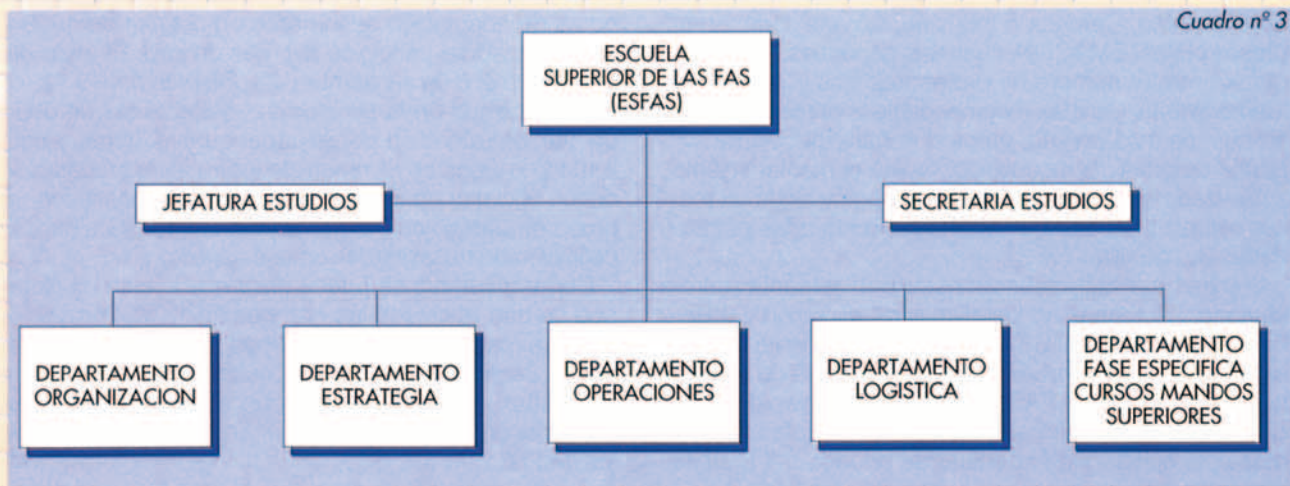 Cuadro nº 3
ESCUELA
SUPERIOR DE LAS FAS
(ESFAS)
JEFATURA ESTUDIOS
SECRETARIA ESTUDIOS
DEPARTAMENTO
ORGANIZACION
DEPARTAMENTO
ESTRATEGIA
DEPARTAMENTO
OPERACIONES
DEPARTAMENTO
LOGISTICA
DEPARTAMENTO
FASE ESPECIFICA
CURSOS MANDOS
SUPERIORES